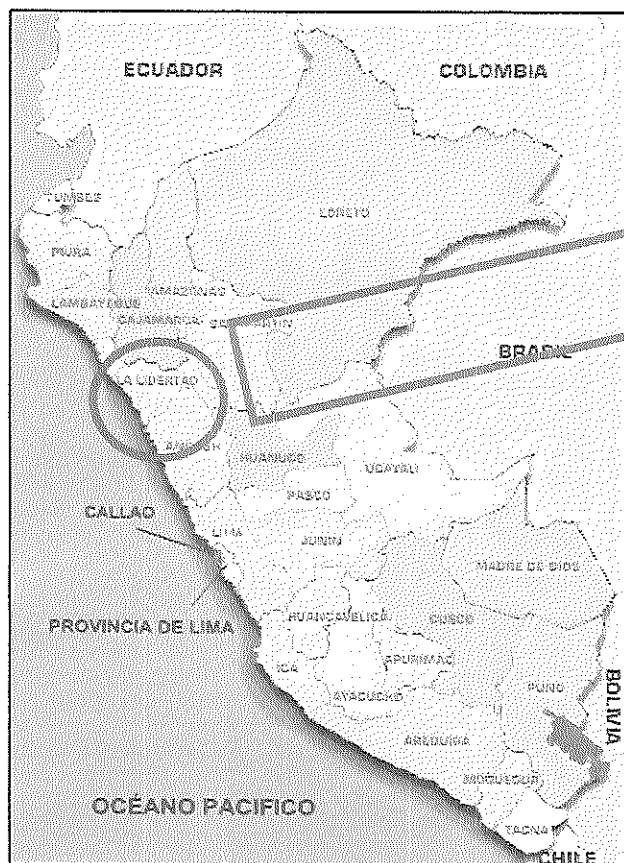 ECUADOR
COLOMBIA
TUMBES
LORETO
PIURA
AMAZONAS
LAMBAYEQUE
CAJAMARCA
BRASIL
LA LIBERTAD
HUANUCO
UCAYALI
PASCO
CALLAO
LIMA
JUNIN
MADRE DE DIOS
PROVINCIA DE LIMA
HUANCAVELICA
CUSCO
ICA
APURIMAC
PUNO
AYACUCHO
BOLIVIA
AREQUIPA
MOQUEGUA
OCÉANO PACIFICO
TACNA
CHILE